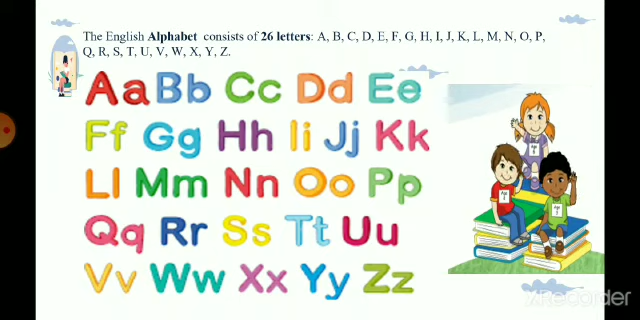 The English Alphabet consists of 26 letters: A, B, C, D, E, F, G, H, I, J, K, L, M, N, O, P,
Q, R, S, T, U, V, W, X, Y, Z.
Aa Bb Cc Dd Ee
Ff Gg Hh Ii Jj Kk
Ll Mm Nn Oo Pp
Qq Rr Ss Tt Uu
Vv Ww Xx Yy Zz
XRecorder